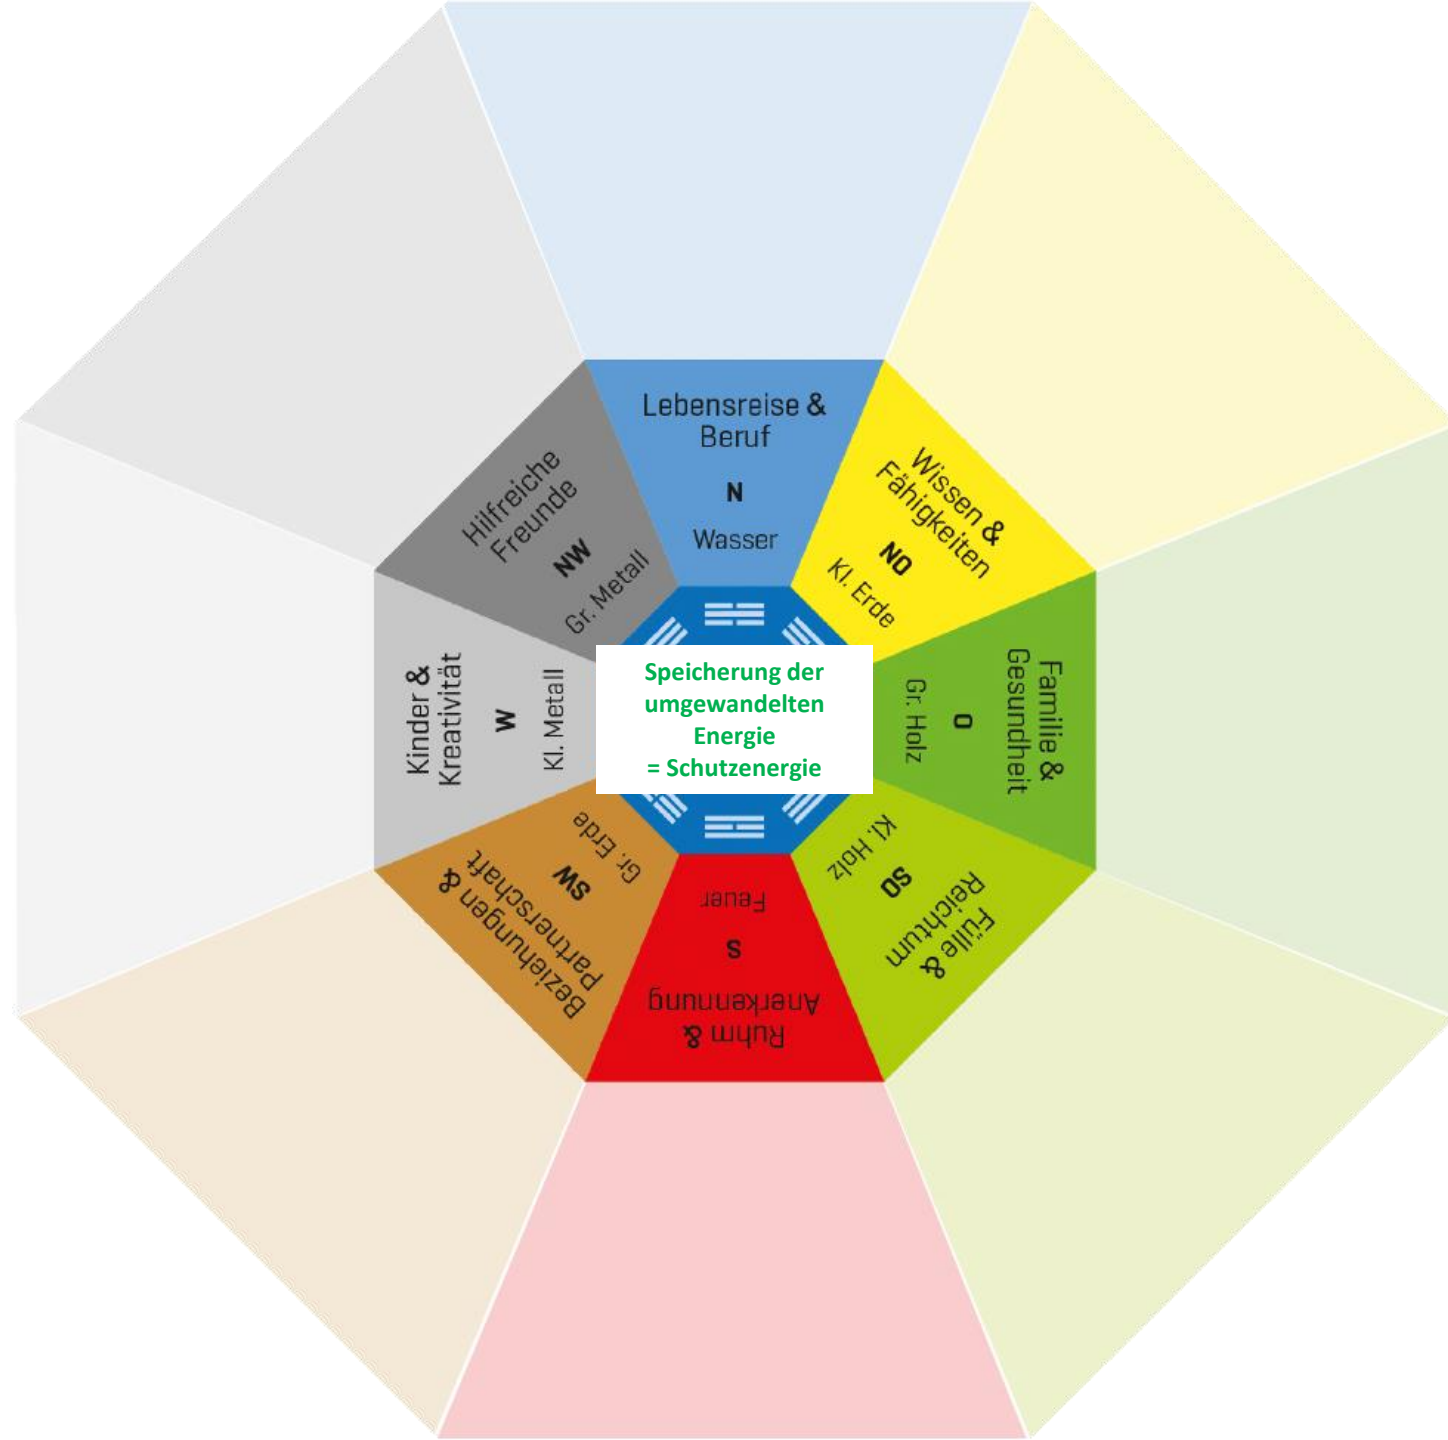 Lebensreise &
Beruf
N
Wasser
Wissen &
Fähigkeiten
NO
Kl. Erde
Familie &
Gesundheit
O
Gr. Holz
Fülle &
Reichtum
SO
Kl. Holz
Ruhm &
Anerkennung
S
Feuer
Beziehungen &
Partnerschaft
SW
Gr. Erde
Kinder &
Kreativität
W
Kl. Metall
Hilfreiche
Freunde
NW
Gr. Metall
Speicherung der
umgewandelten
Energie
= Schutzenergie